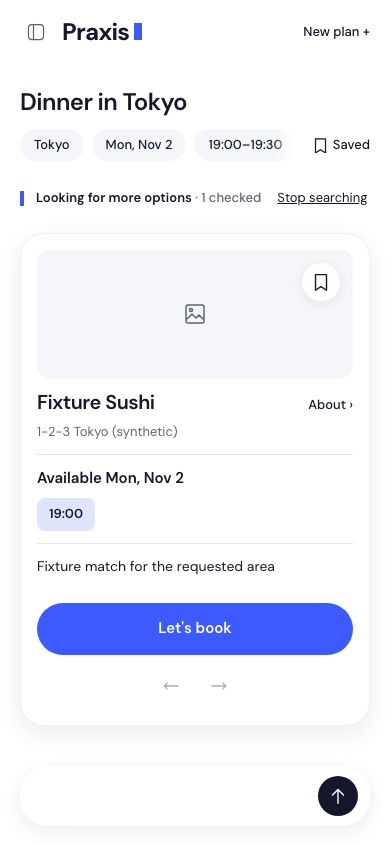 Praxis
New plan +
Dinner in Tokyo
Tokyo
Mon, Nov 2
19:00–19:30
Saved
Looking for more options · 1 checked
Stop searching
Fixture Sushi
About ›
1-2-3 Tokyo (synthetic)
Available Mon, Nov 2
19:00
Fixture match for the requested area
Let's book
← →